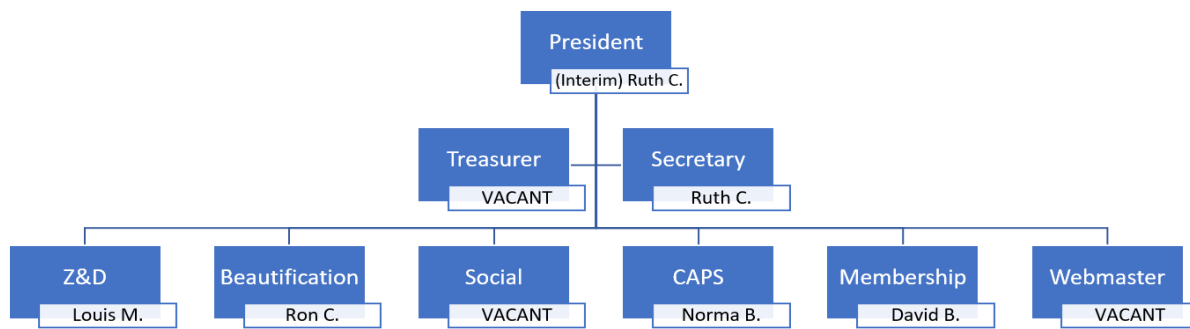 President
(Interim) Ruth C.
Treasurer
VACANT
Secretary
Ruth C.
Z&D
Louis M.
Beautification
Ron C.
Social
VACANT
CAPS
Norma B.
Membership
David B.
Webmaster
VACANT